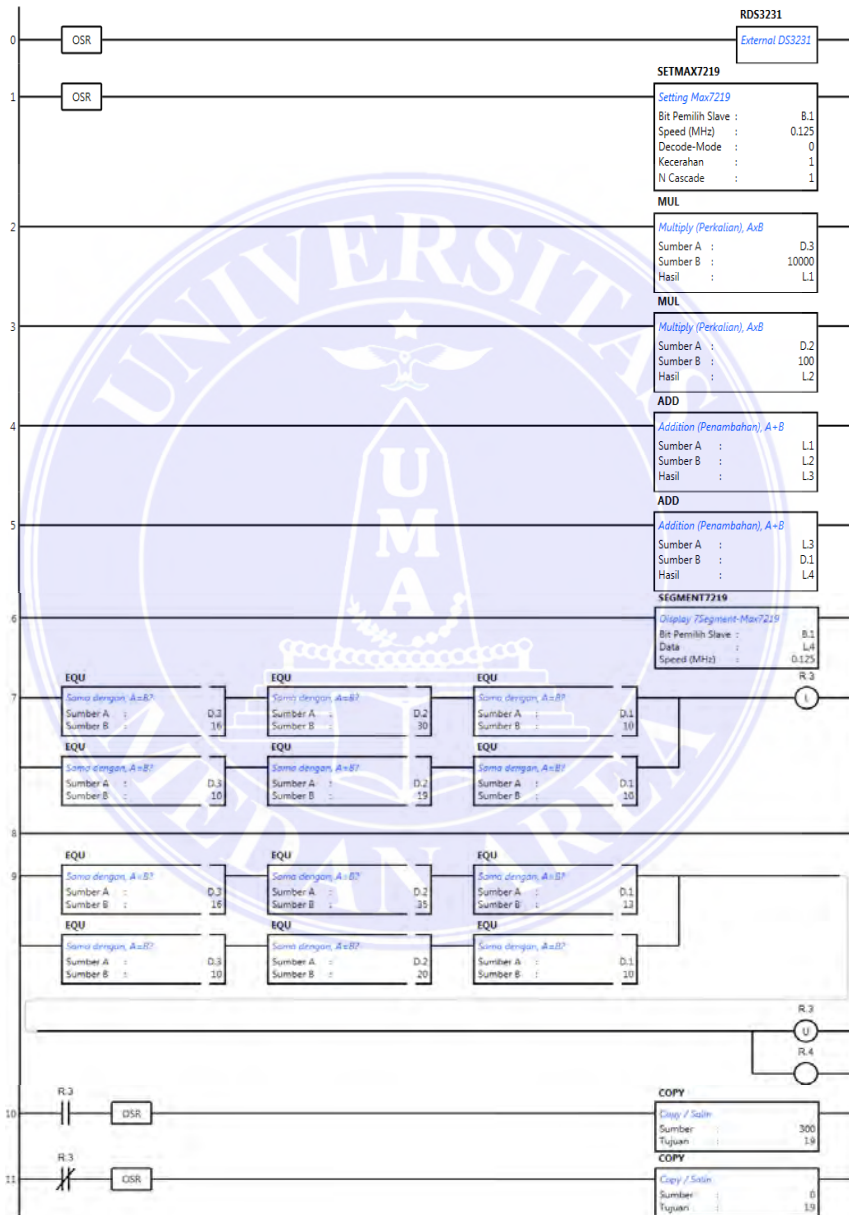 RDS3231
0
OSR
External DS3231
SETMAX7219
1
OSR
Setting Max7219
Bit Pemilih Slave : B.1
Speed (MHz) : 0.125
Decode-Mode : 0
Kecerahan : 1
N Cascade : 1
MUL
2
Multiply (Perkalian), AxB
Sumber A : D.3
Sumber B : 10000
Hasil : L.1
MUL
3
Multiply (Perkalian), AxB
Sumber A : D.2
Sumber B : 100
Hasil : L.2
ADD
4
Addition (Penambahan), A+B
Sumber A : L.1
Sumber B : L.2
Hasil : L.3
ADD
5
Addition (Penambahan), A+B
Sumber A : L.3
Sumber B : D.1
Hasil : L.4
SEGMENT7219
6
Display 7Segment-Max7219
Bit Pemilih Slave : B.1
Data : L.4
Speed (MHz) : 0.125
EQU EQU EQU R.3
7
Sama dengan, A=B? Sama dengan, A=B? Sama dengan, A=B? L
Sumber A : D.3 Sumber A : D.2 Sumber A : D.1
Sumber B : 16 Sumber B : 30 Sumber B : 10
EQU EQU EQU
Sama dengan, A=B? Sama dengan, A=B? Sama dengan, A=B?
Sumber A : D.3 Sumber A : D.2 Sumber A : D.1
Sumber B : 10 Sumber B : 19 Sumber B : 10
8
EQU EQU EQU
9
Sama dengan, A=B? Sama dengan, A=B? Sama dengan, A=B?
Sumber A : D.3 Sumber A : D.2 Sumber A : D.1
Sumber B : 16 Sumber B : 35 Sumber B : 13
EQU EQU EQU
Sama dengan, A=B? Sama dengan, A=B? Sama dengan, A=B?
Sumber A : D.3 Sumber A : D.2 Sumber A : D.1
Sumber B : 10 Sumber B : 20 Sumber B : 10
R.3
U
R.4
R.3 COPY
10
OSR
Copy / Salin
Sumber : 300
Tujuan :
R.3 COPY
11
OSR
Copy / Salin
Sumber : 0
Tujuan :
UNIVERSITAS
UMA
MEDAN AREA